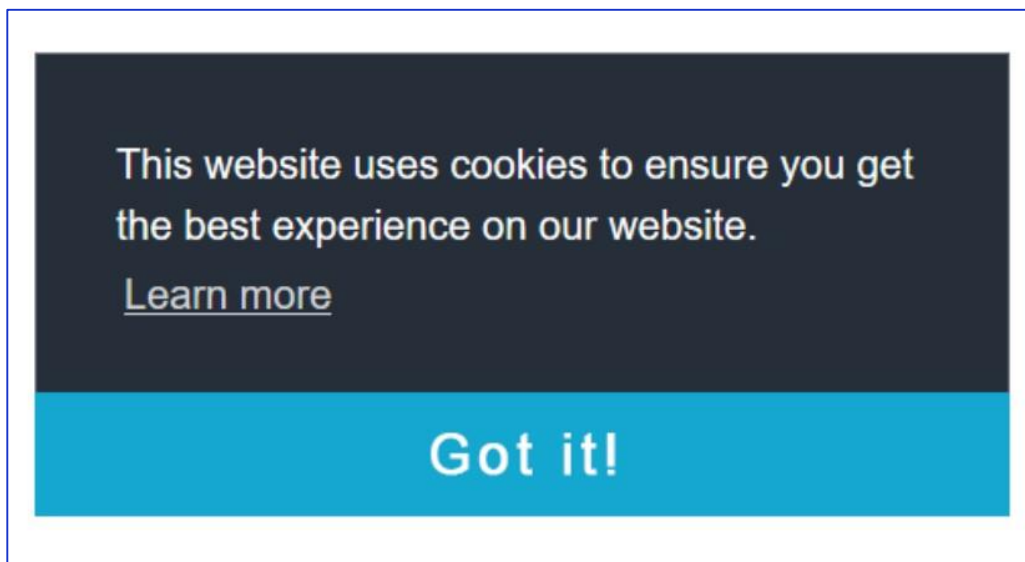 This website uses cookies to ensure you get
the best experience on our website.
Learn more
Got it!